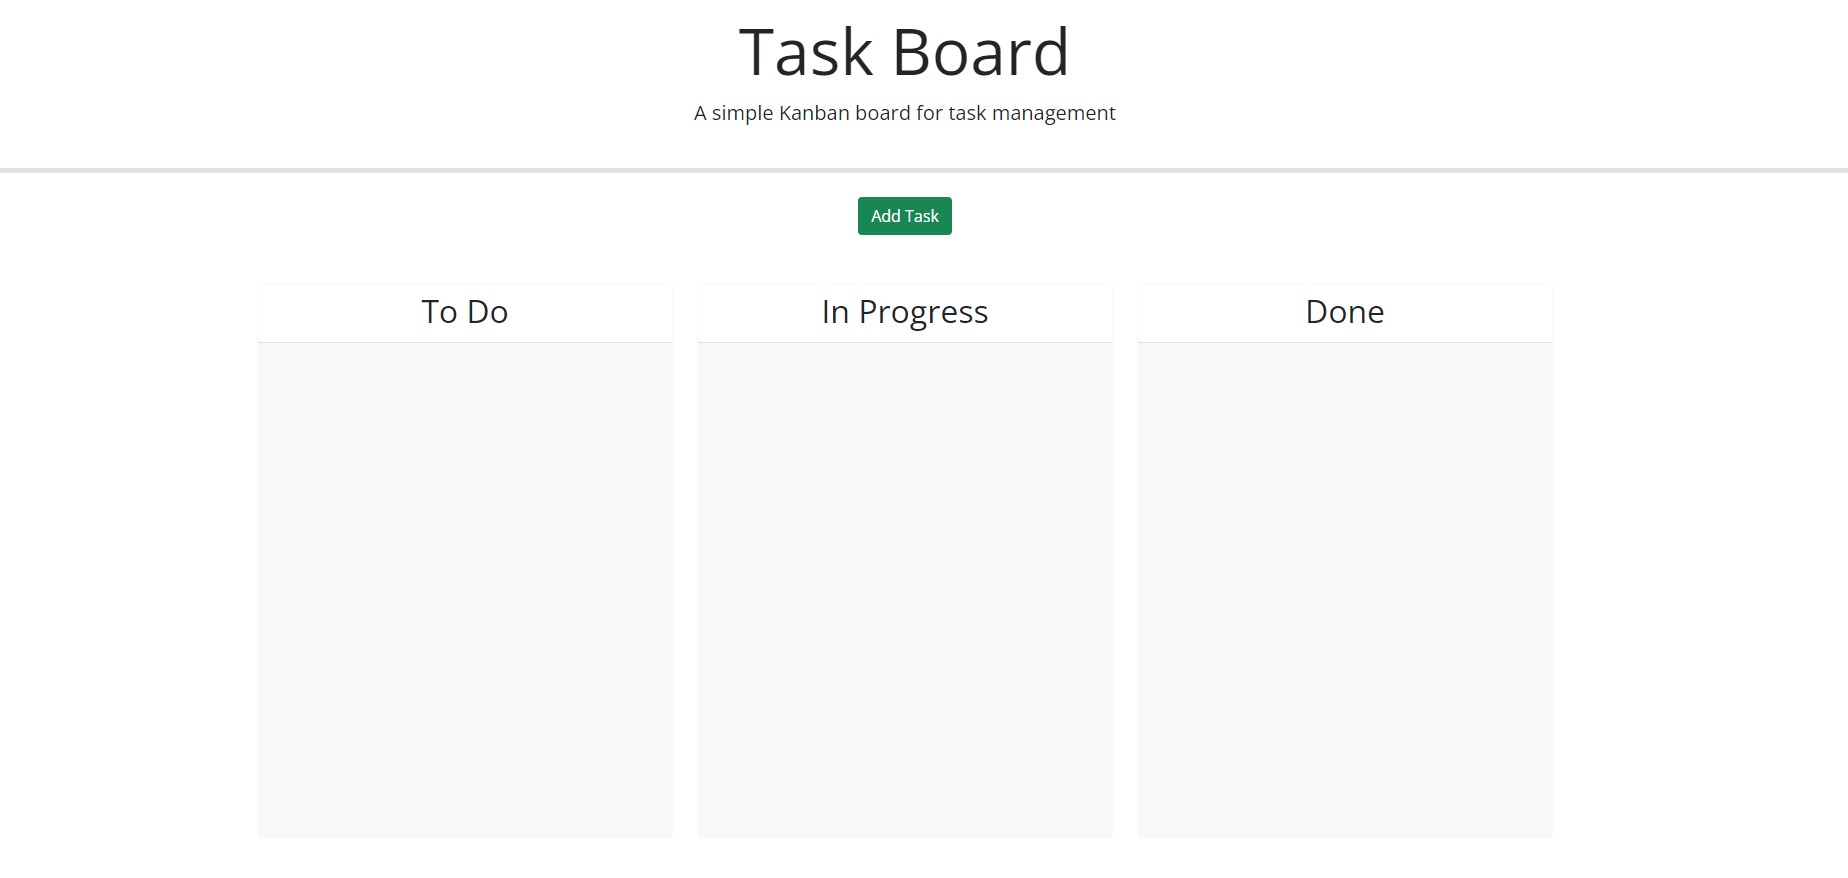 Task Board
A simple Kanban board for task management
Add Task
To Do
In Progress
Done